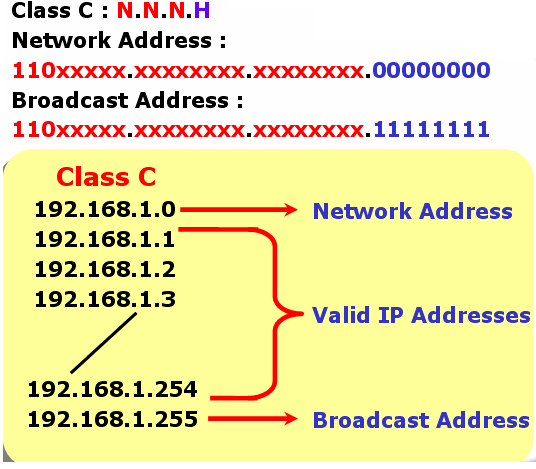 Class C : N.N.N.H
Network Address :
110xxxxx.xxxxxxxx.xxxxxxxx.00000000
Broadcast Address :
110xxxxx.xxxxxxxx.xxxxxxxx.11111111
Class C
192.168.1.0 Network Address
192.168.1.1
192.168.1.2
192.168.1.3
Valid IP Addresses
192.168.1.254
192.168.1.255 Broadcast Address